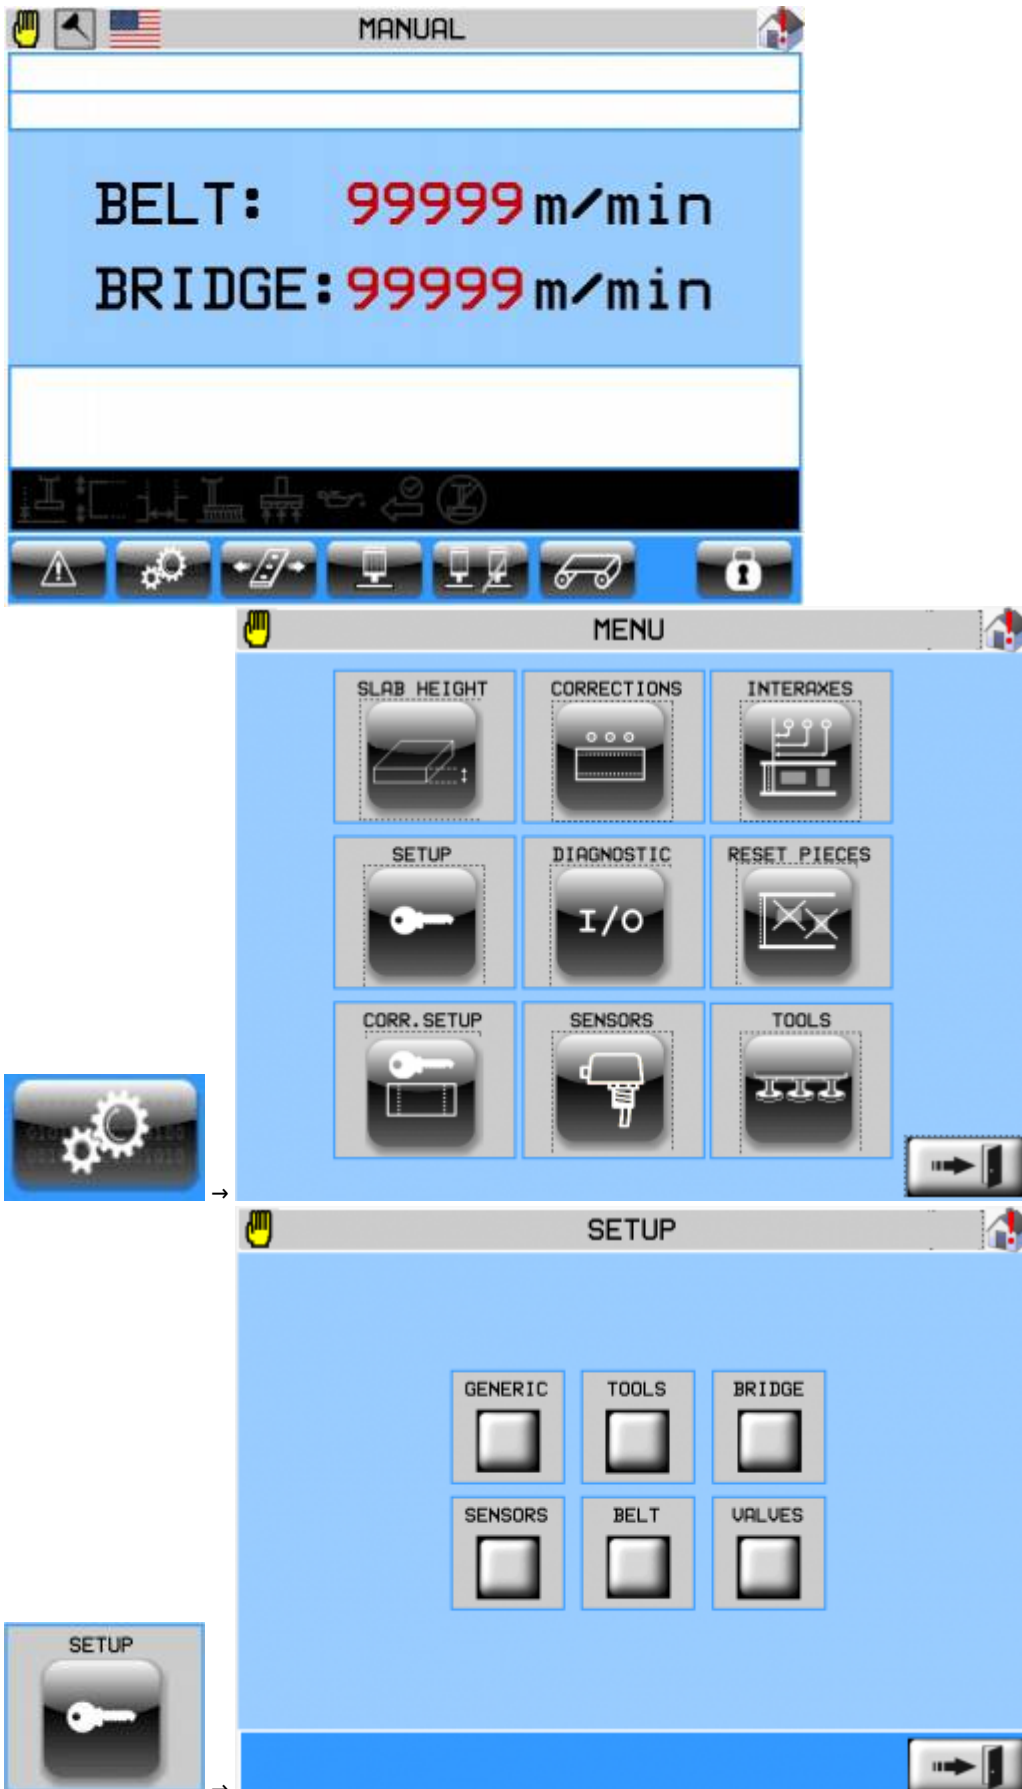 MANUAL
BELT: 99999 m/min
BRIDGE: 99999 m/min
MENU
SLAB HEIGHT CORRECTIONS INTERAXES
SETUP DIAGNOSTIC RESET PIECES
I/O
CORR.SETUP SENSORS TOOLS
→
SETUP
GENERIC TOOLS BRIDGE
SENSORS BELT VALVES
SETUP
→